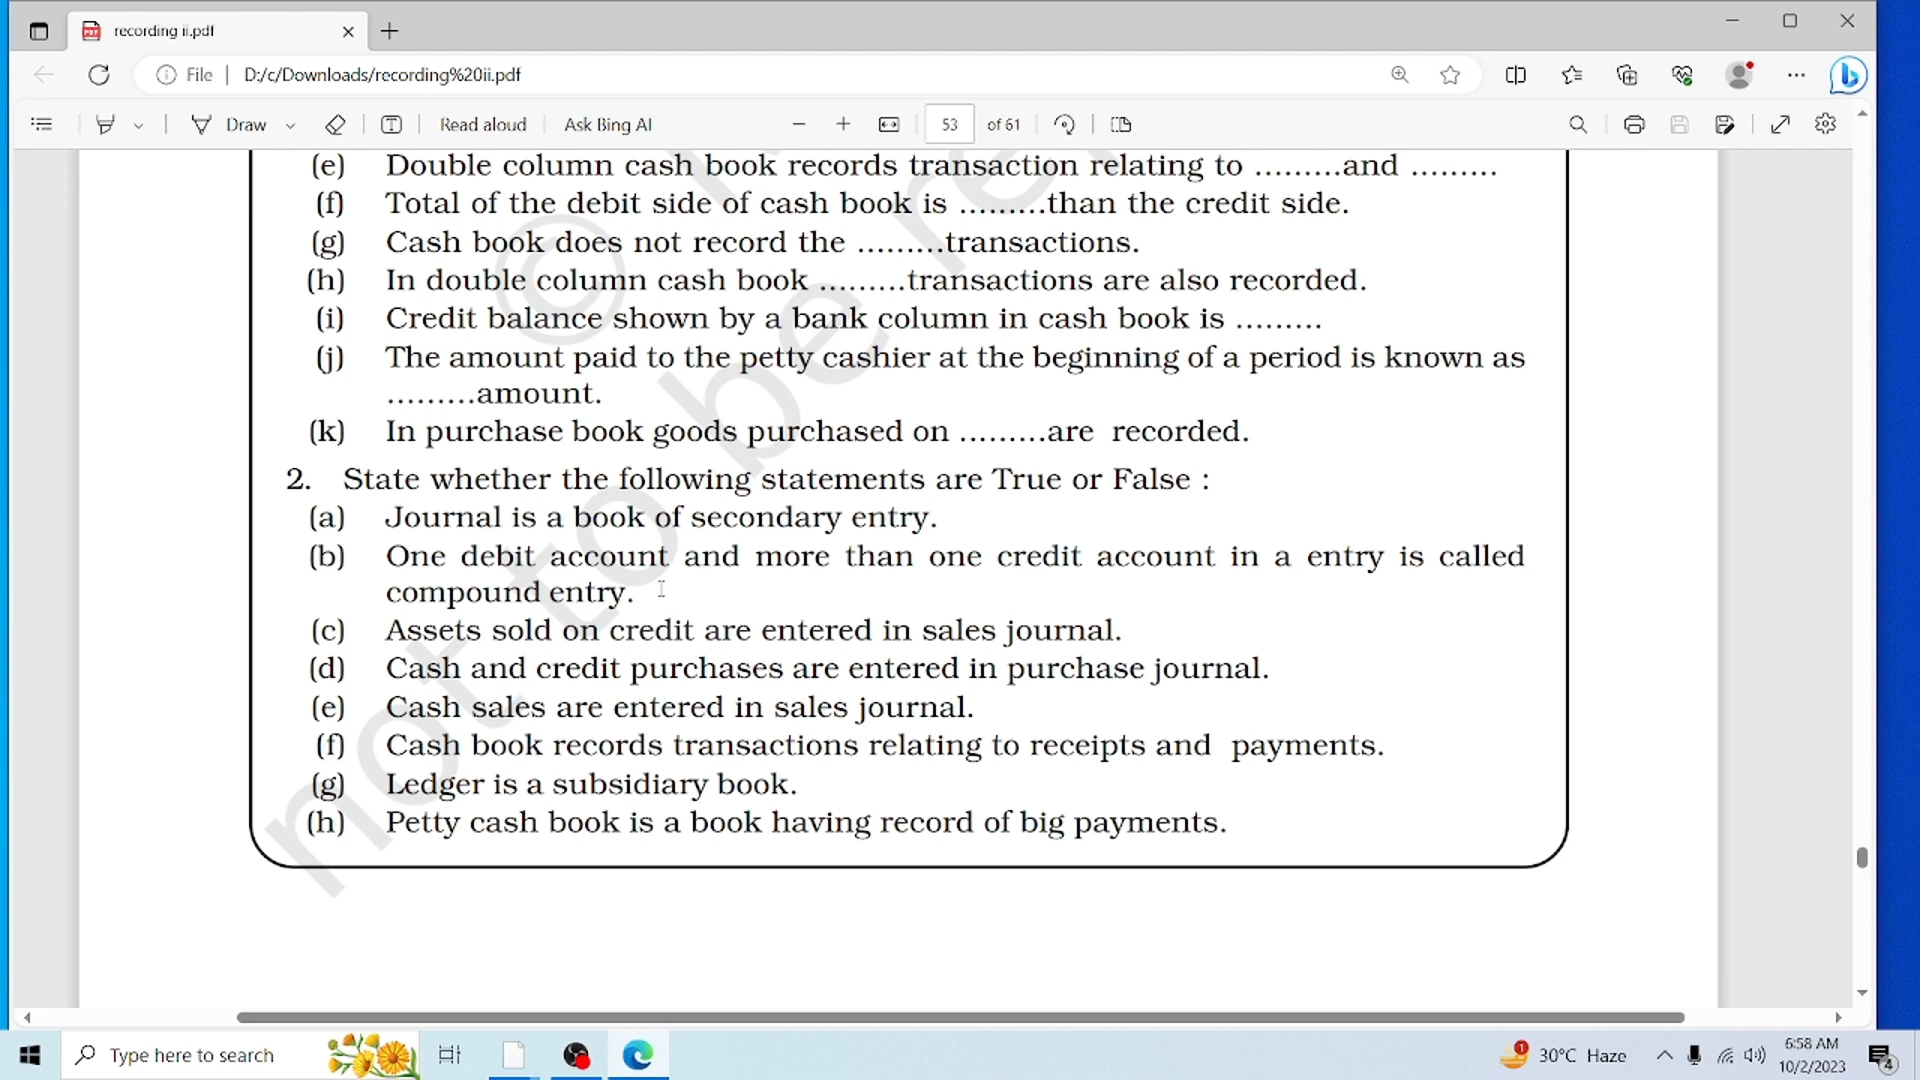 recording ii.pdf
File
D:/c/Downloads/recording%20ii.pdf
Draw
Read aloud
Ask Bing AI
53 of 61
(e) Double column cash book records transaction relating to .........and .........
(f) Total of the debit side of cash book is .........than the credit side.
(g) Cash book does not record the .........transactions.
(h) In double column cash book .........transactions are also recorded.
(i) Credit balance shown by a bank column in cash book is .........
(j) The amount paid to the petty cashier at the beginning of a period is known as
.........amount.
(k) In purchase book goods purchased on .........are recorded.
2. State whether the following statements are True or False :
(a) Journal is a book of secondary entry.
(b) One debit account and more than one credit account in a entry is called
compound entry.
(c) Assets sold on credit are entered in sales journal.
(d) Cash and credit purchases are entered in purchase journal.
(e) Cash sales are entered in sales journal.
(f) Cash book records transactions relating to receipts and payments.
(g) Ledger is a subsidiary book.
(h) Petty cash book is a book having record of big payments.
not to be re
©
Type here to search
1
30°C Haze
6:58 AM
10/2/2023
4